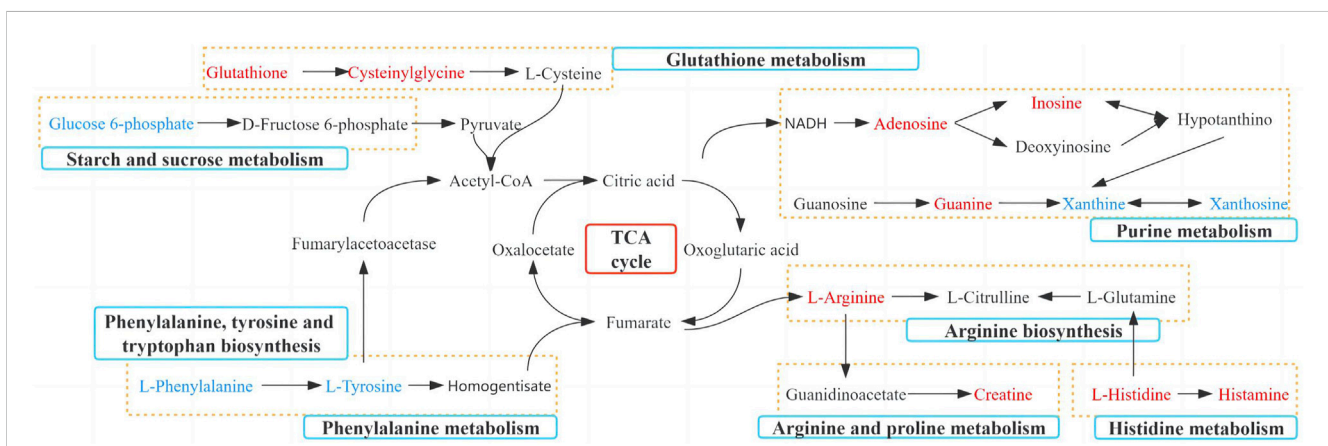 Glutathione metabolism
Glutathione Cysteinylglycine L-Cysteine
Glucose 6-phosphate D-Fructose 6-phosphate Pyruvate
Starch and sucrose metabolism
Acetyl-CoA Citric acid
NADH Adenosine Inosine Hypotanthino
Deoxyinosine
Guanosine Guanine Xanthine Xanthosine
Purine metabolism
Fumarylacetoacetase Oxalocetate
TCA
cycle
Oxoglutaric acid
Fumarate
L-Arginine L-Citrulline L-Glutamine
Arginine biosynthesis
Phenylalanine, tyrosine and
tryptophan biosynthesis
L-Phenylalanine L-Tyrosine Homogentisate
Phenylalanine metabolism
Guanidinoacetate Creatine
Arginine and proline metabolism
L-Histidine Histamine
Histidine metabolism